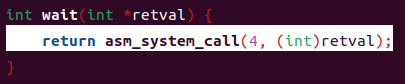 int wait(int *retval) {
    return asm_system_call(4, (int)retval);
}